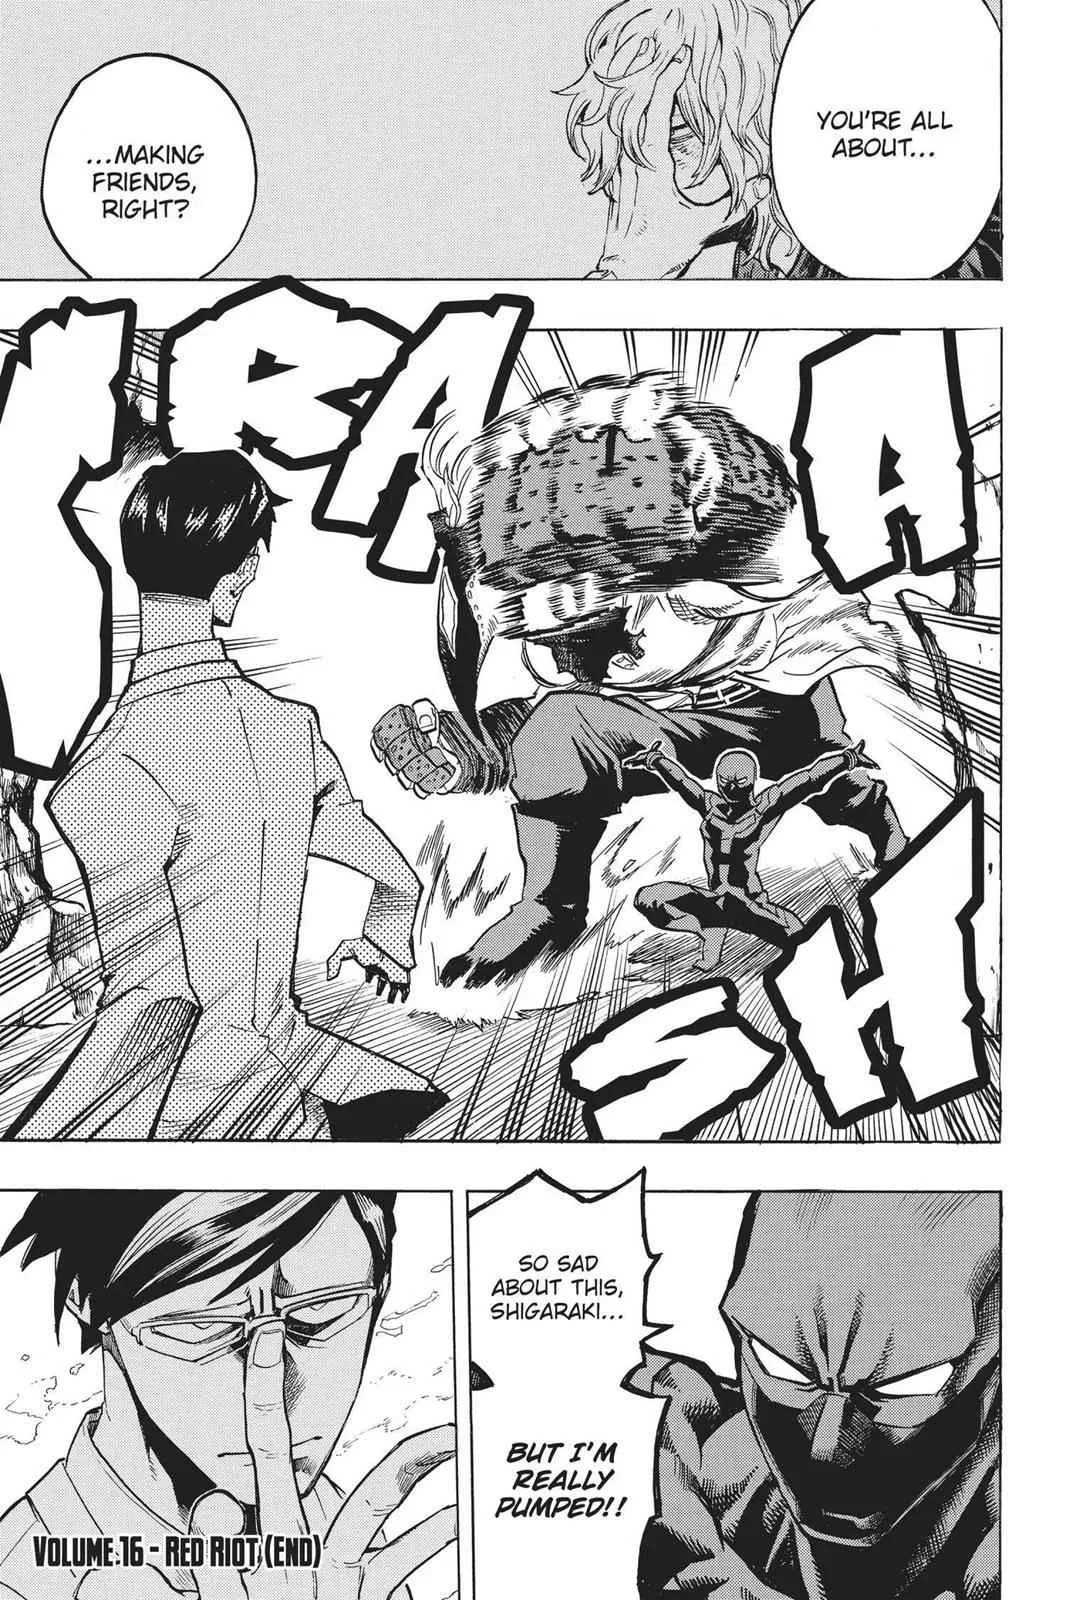 YOU'RE ALL
ABOUT...
...MAKING
FRIENDS,
RIGHT?
SO SAD
ABOUT THIS,
SHIGARAKI...
BUT I'M
REALLY
PUMPED!!
VOLUME 16 - RED RIOT (END)